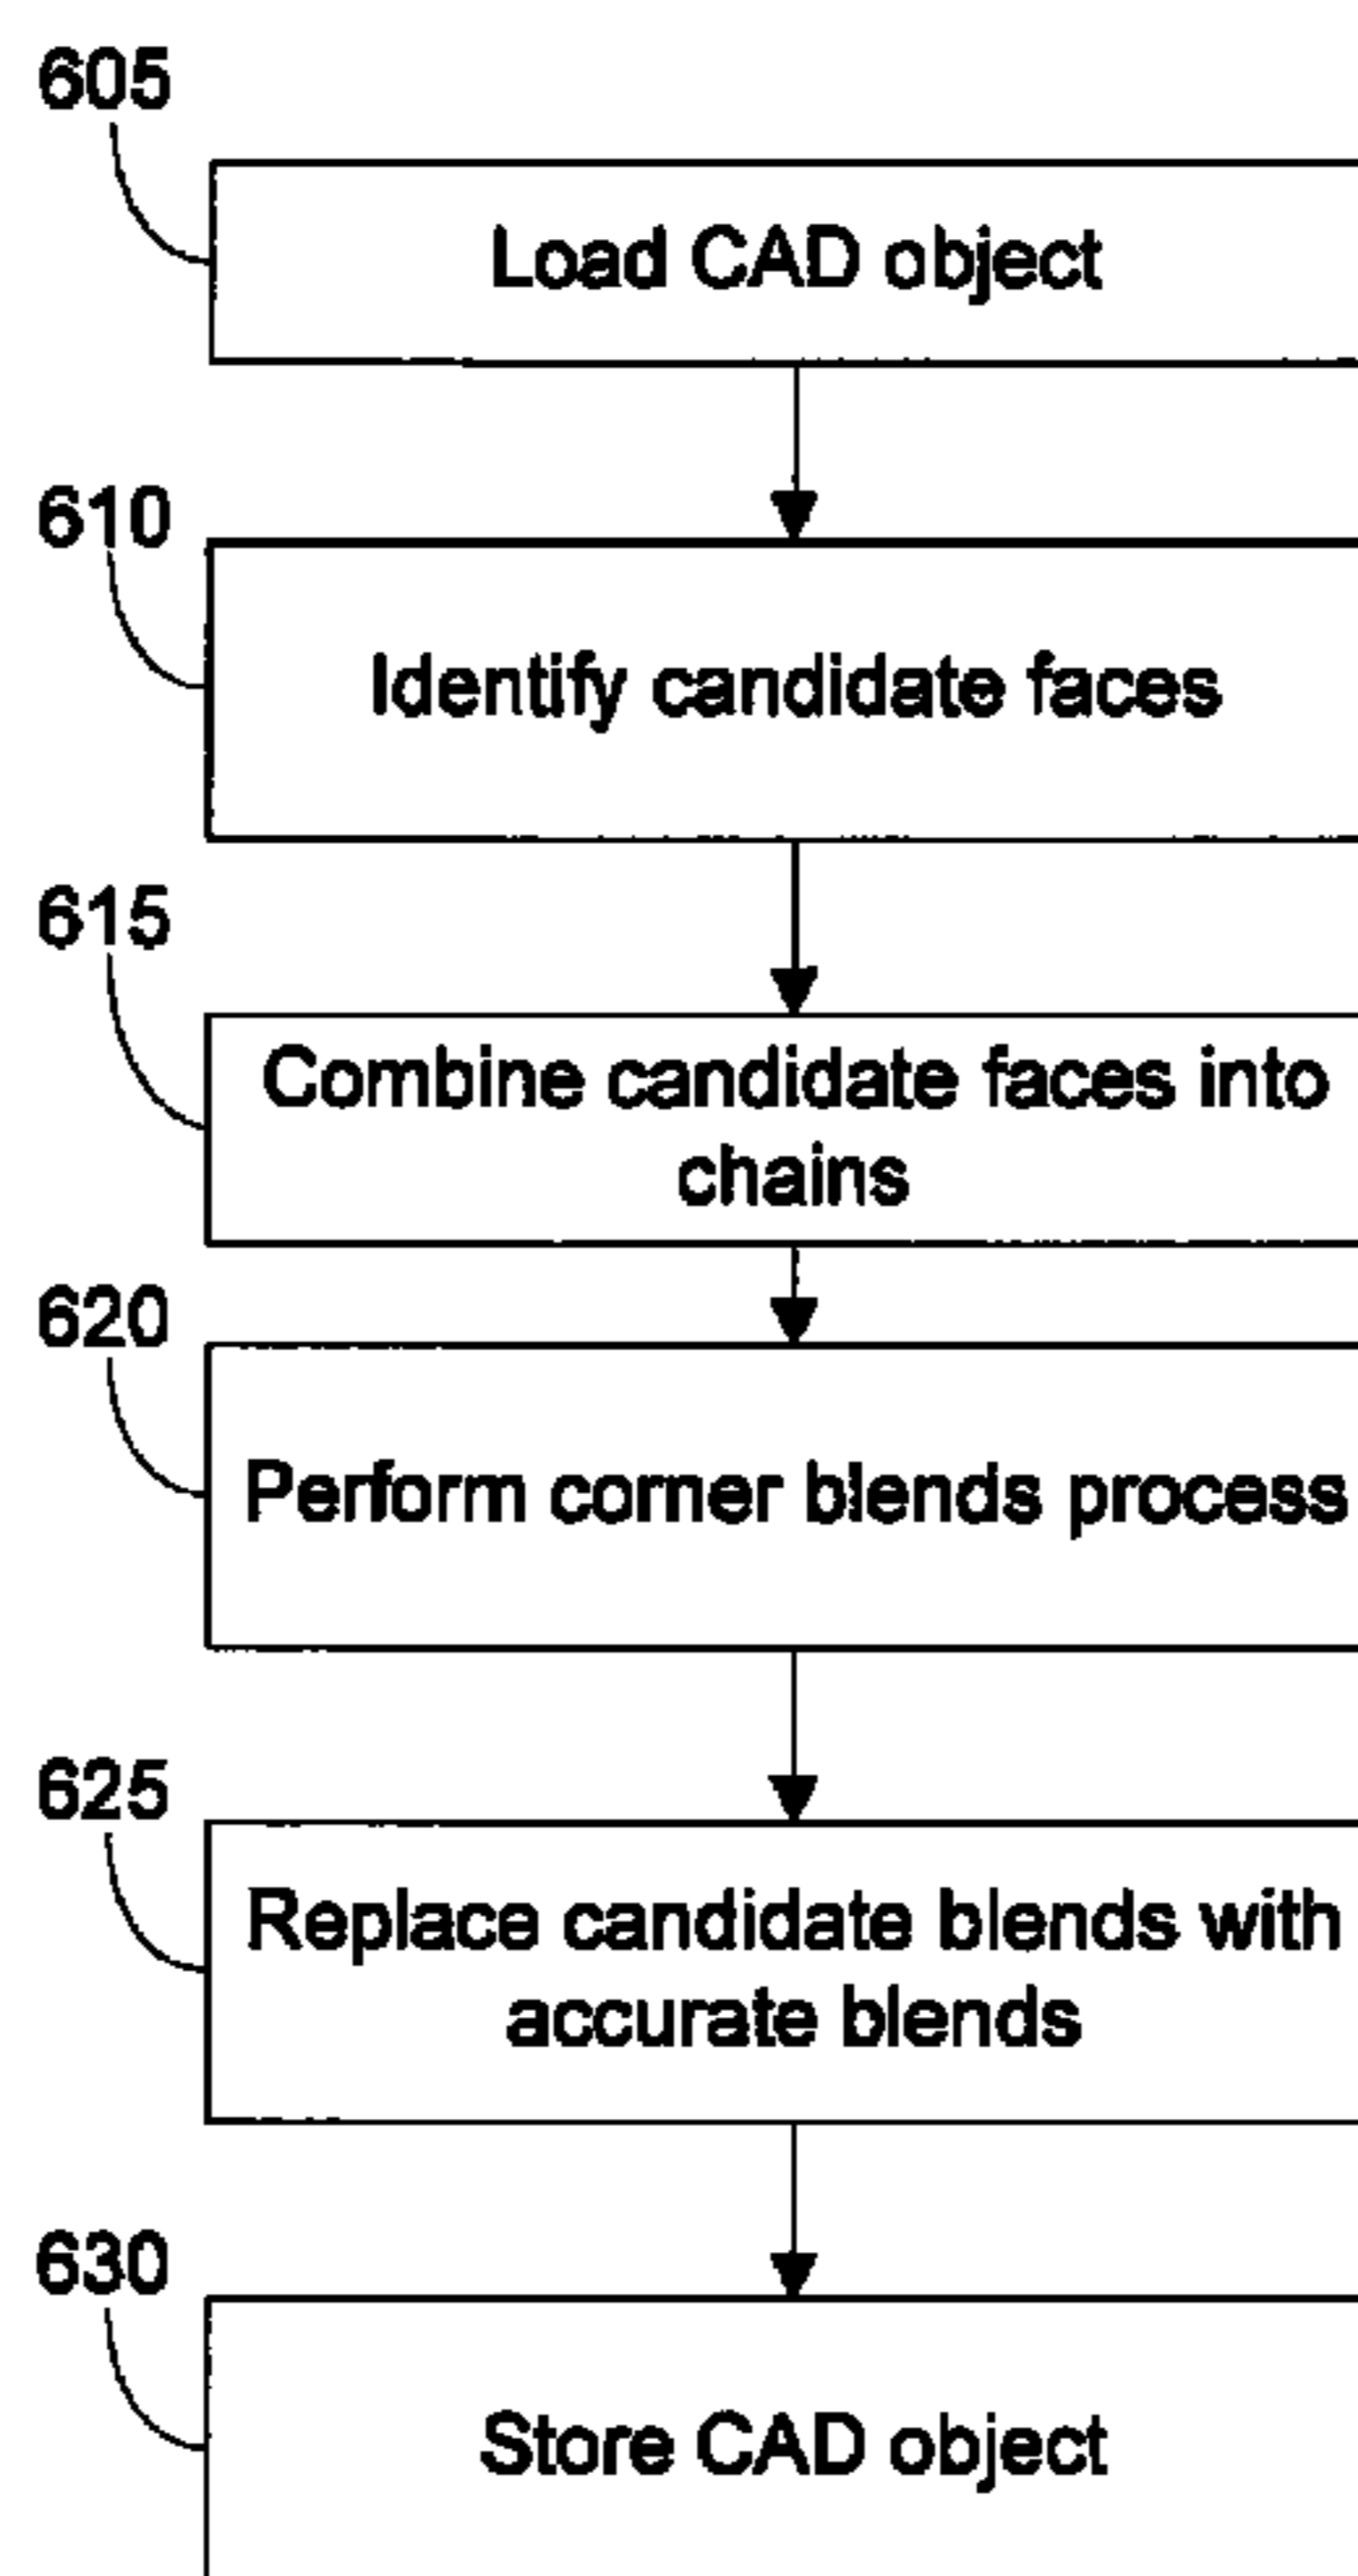 605
Load CAD object
610
Identify candidate faces
615
Combine candidate faces into
chains
620
Perform corner blends process
625
Replace candidate blends with
accurate blends
630
Store CAD object